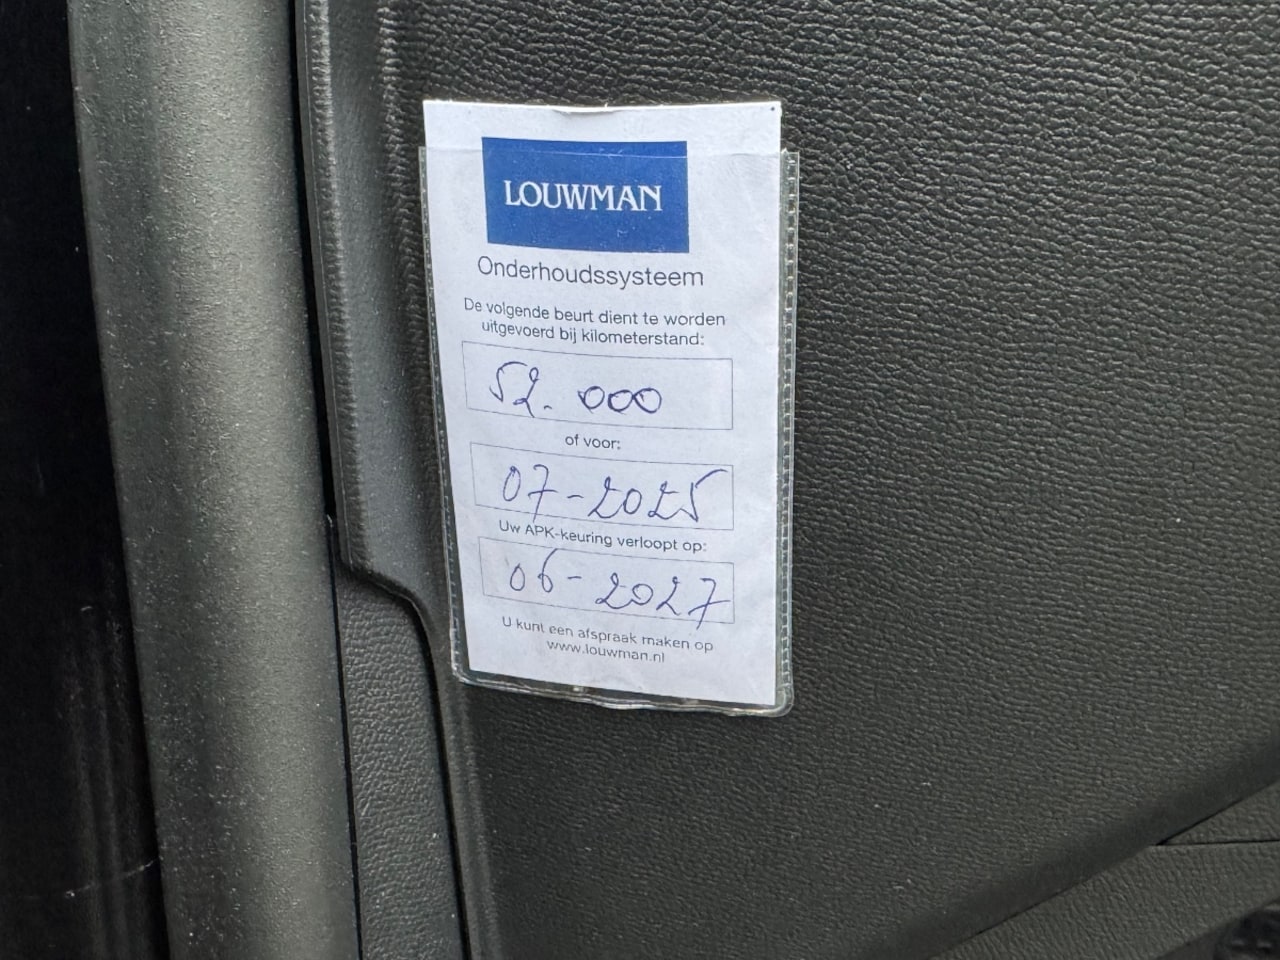 LOUWMAN
Onderhoudssysteem
De volgende beurt dient te worden
uitgevoerd bij kilometerstand:
52.000
of voor:
07-2025
Uw APK-keuring verloopt op:
06-2027
U kunt een afspraak maken op
www.louwman.nl